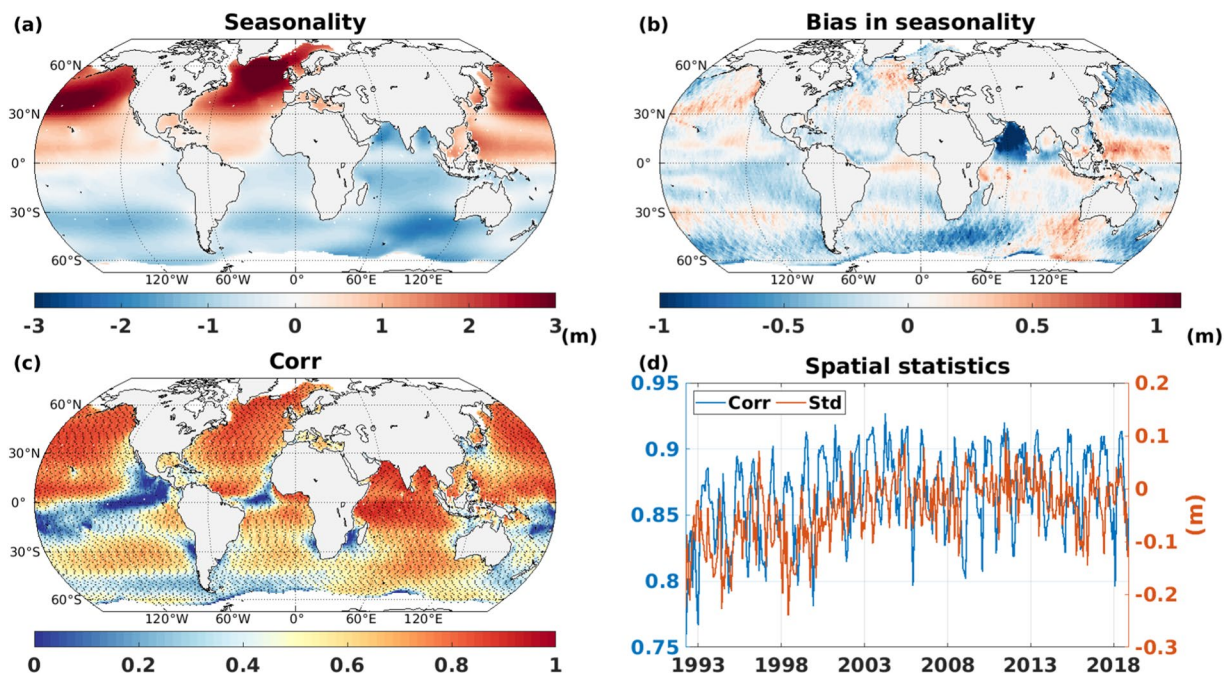 (a) Seasonality
60°N
30°N
0°
30°S
60°S
120°W 60°W 0° 60°E 120°E
-3 -2 -1 0 1 2 3
(m)
(b) Bias in seasonality
60°N
30°N
0°
30°S
60°S
120°W 60°W 0° 60°E 120°E
-1 -0.5 0 0.5 1
(m)
(c) Corr
60°N
30°N
0°
30°S
60°S
120°W 60°W 0° 60°E 120°E
0 0.2 0.4 0.6 0.8 1
(d) Spatial statistics
Corr Std
0.95 0.2
0.9 0.1
0.85 0
0.8 -0.1
0.75 -0.2
-0.3
(m)
1993 1998 2003 2008 2013 2018